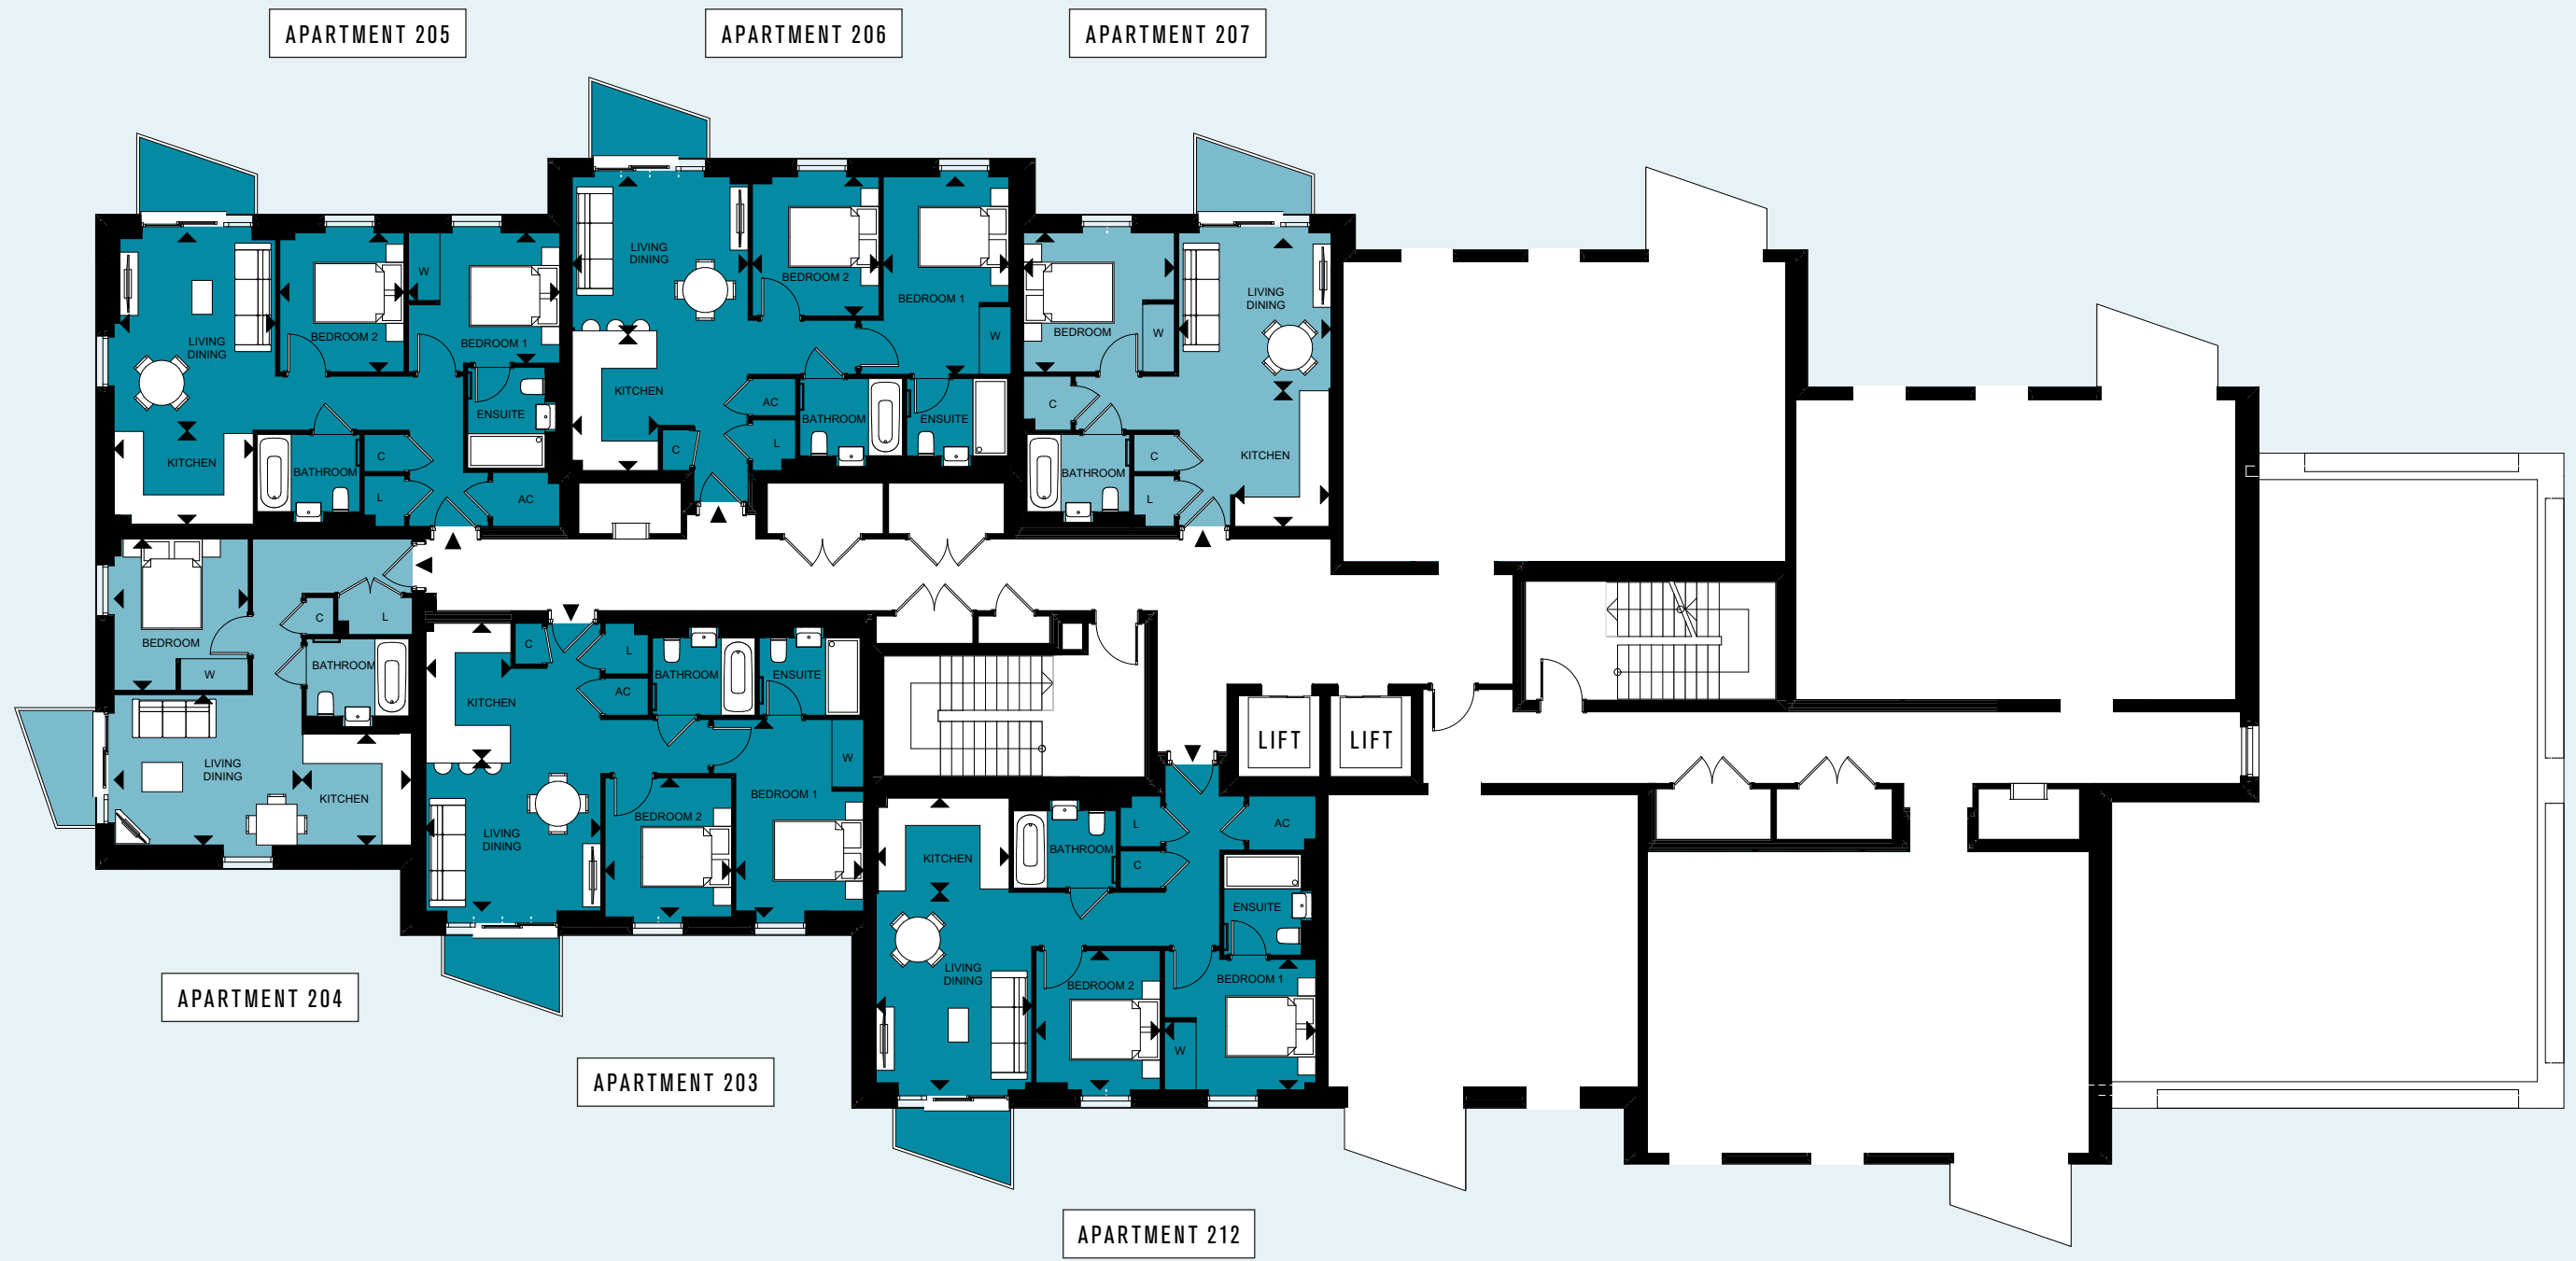 APARTMENT 205
APARTMENT 206
APARTMENT 207
LIVING
DINING
BEDROOM 2
W
BEDROOM 1
KITCHEN
BATHROOM
C
L
ENSUITE
AC
LIVING
DINING
BEDROOM 2
BEDROOM 1
W
KITCHEN
C
AC
L
BATHROOM
ENSUITE
BEDROOM
W
LIVING
DINING
C
BATHROOM
C
L
KITCHEN
BEDROOM
W
C
L
BATHROOM
LIVING
DINING
KITCHEN
C
L
AC
BATHROOM
ENSUITE
KITCHEN
W
BEDROOM 1
BEDROOM 2
LIVING
DINING
LIFT
LIFT
KITCHEN
BATHROOM
L
C
AC
ENSUITE
LIVING
DINING
BEDROOM 2
BEDROOM 1
W
APARTMENT 204
APARTMENT 203
APARTMENT 212